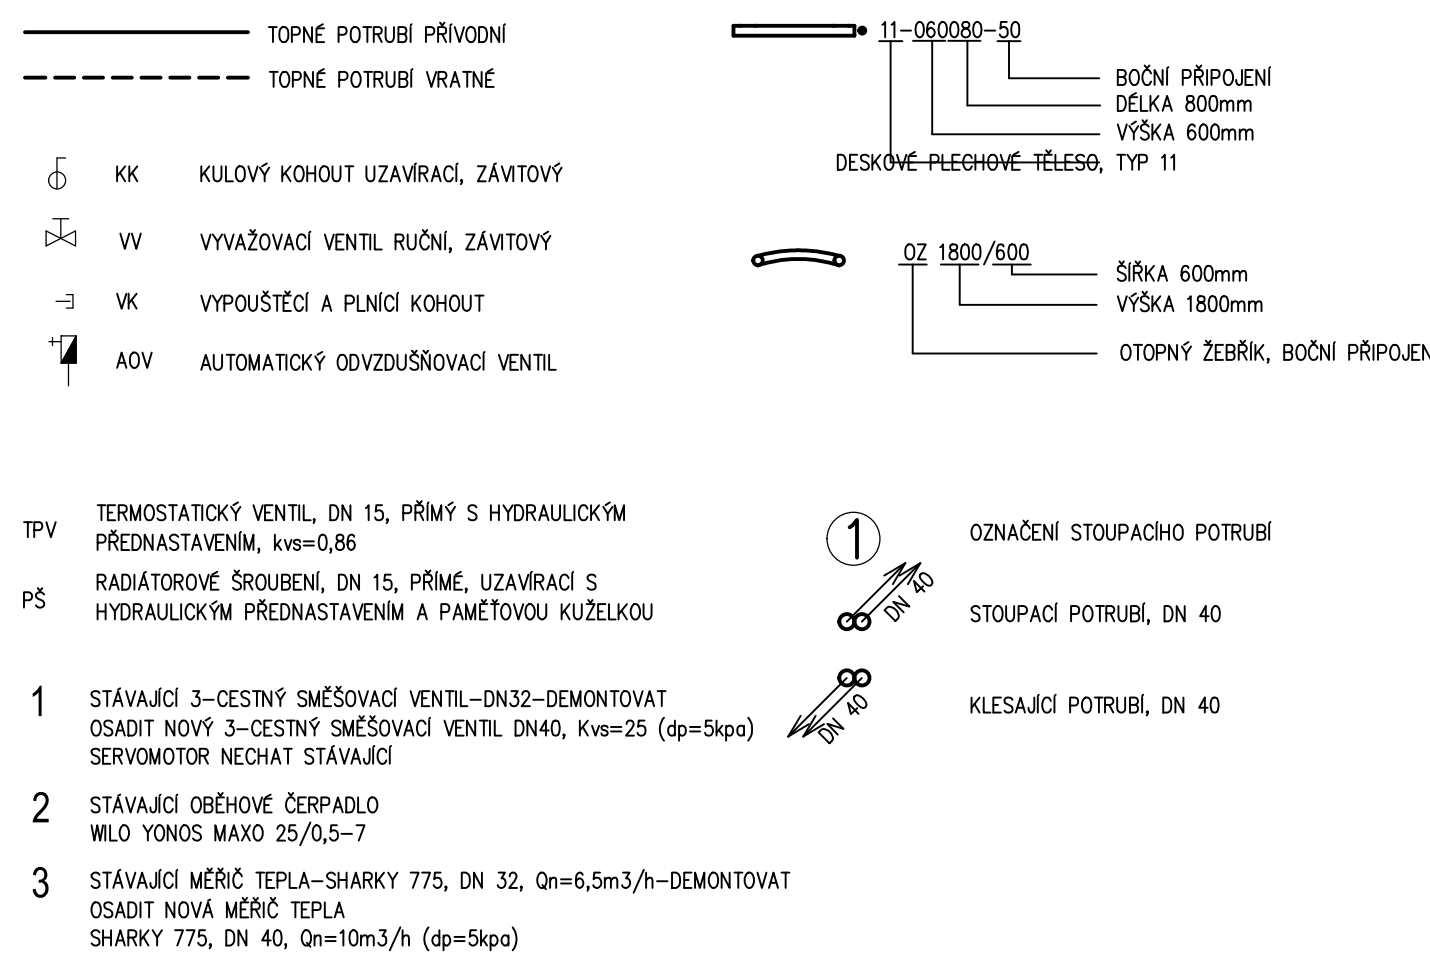 TOPNÉ POTRUBÍ PŘÍVODNÍ
TOPNÉ POTRUBÍ VRATNÉ
KK KULOVÝ KOHOUT UZAVÍRACÍ, ZÁVITOVÝ
VV VYVAŽOVACÍ VENTIL RUČNÍ, ZÁVITOVÝ
VK VYPOUŠTĚCÍ A PLNÍCÍ KOHOUT
AOV AUTOMATICKÝ ODVZDUŠŇOVACÍ VENTIL
11-060080-50
BOČNÍ PŘIPOJENÍ
DÉLKA 800mm
VÝŠKA 600mm
DESKOVÉ PLECHOVÉ TĚLESO, TYP 11
OZ 1800/600
ŠÍŘKA 600mm
VÝŠKA 1800mm
OTOPNÝ ŽEBŘÍK, BOČNÍ PŘIPOJEN
TPV TERMOSTATICKÝ VENTIL, DN 15, PŘÍMÝ S HYDRAULICKÝM
PŘEDNASTAVENÍM, kvs=0,86
PŠ RADIÁTOROVÉ ŠROUBENÍ, DN 15, PŘÍMÉ, UZAVÍRACÍ S
HYDRAULICKÝM PŘEDNASTAVENÍM A PAMĚŤOVOU KUŽELKOU
1 STÁVAJÍCÍ 3-CESTNÝ SMĚŠOVACÍ VENTIL-DN32-DEMONTOVAT
OSADIT NOVÝ 3-CESTNÝ SMĚŠOVACÍ VENTIL DN40, Kvs=25 (dp=5kpa)
SERVOMOTOR NECHAT STÁVAJÍCÍ
2 STÁVAJÍCÍ OBĚHOVÉ ČERPADLO
WILO YONOS MAXO 25/0,5-7
3 STÁVAJÍCÍ MĚŘIČ TEPLA-SHARKY 775, DN 32, Qn=6,5m3/h-DEMONTOVAT
OSADIT NOVÁ MĚŘIČ TEPLA
SHARKY 775, DN 40, Qn=10m3/h (dp=5kpa)
1 OZNAČENÍ STOUPACÍHO POTRUBÍ
DN 40 STOUPACÍ POTRUBÍ, DN 40
DN 40 KLESAJÍCÍ POTRUBÍ, DN 40